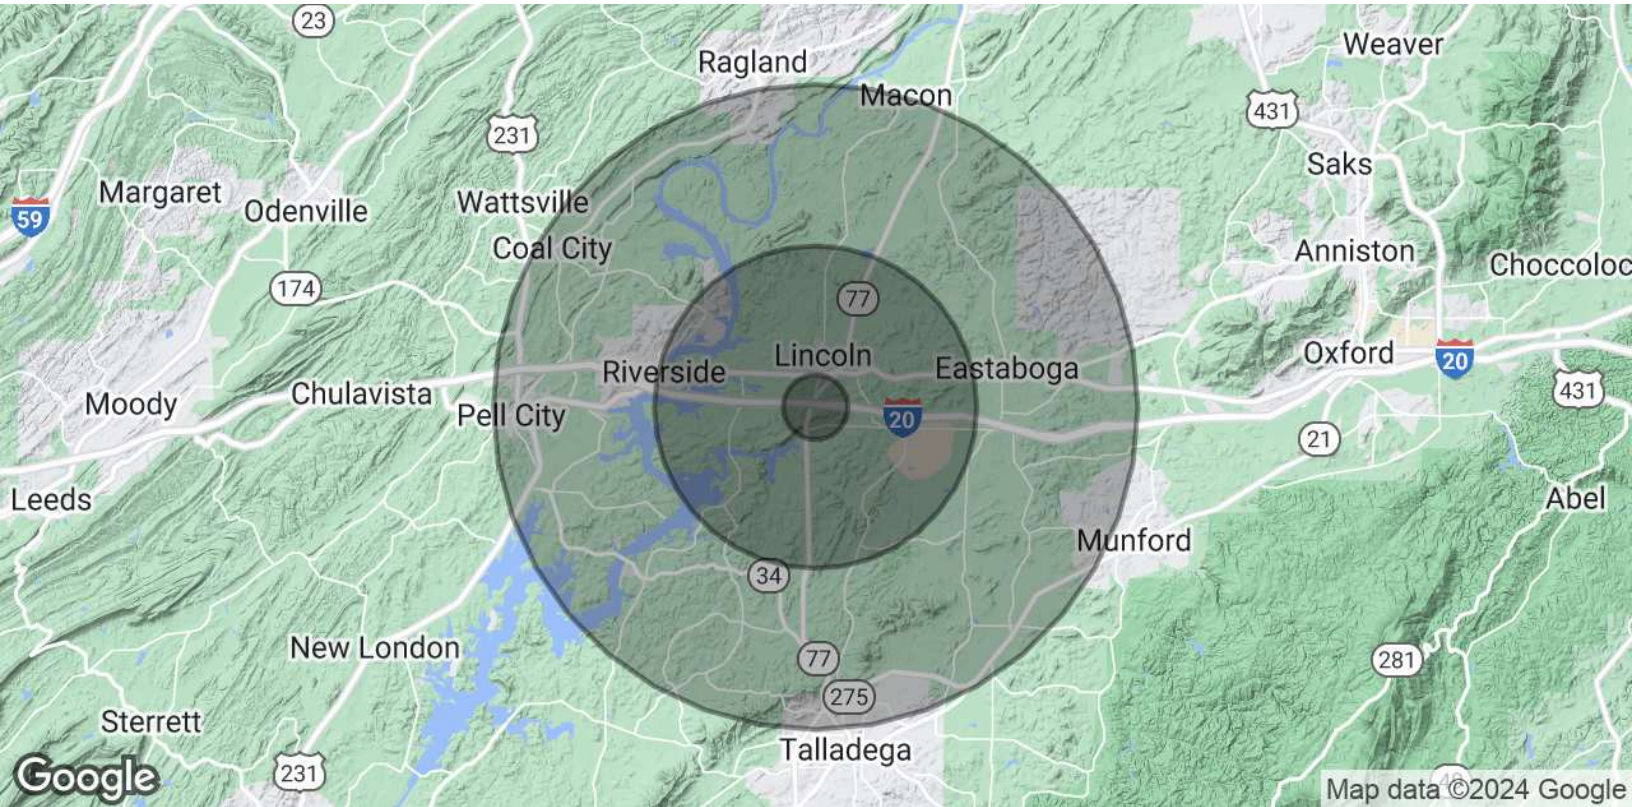 23
Ragland
Weaver
Macon
431
231
Saks
Margaret
Wattsville
Odenville
59
Coal City
Anniston
Choccoloc
174
77
Lincoln
Oxford
20
Riverside
Eastaboga
Chulavista
Moody
431
Pell City
20
21
Leeds
Abel
Munford
34
New London
77
281
275
Sterrett
Talladega
231
Google
Map data ©2024 Google